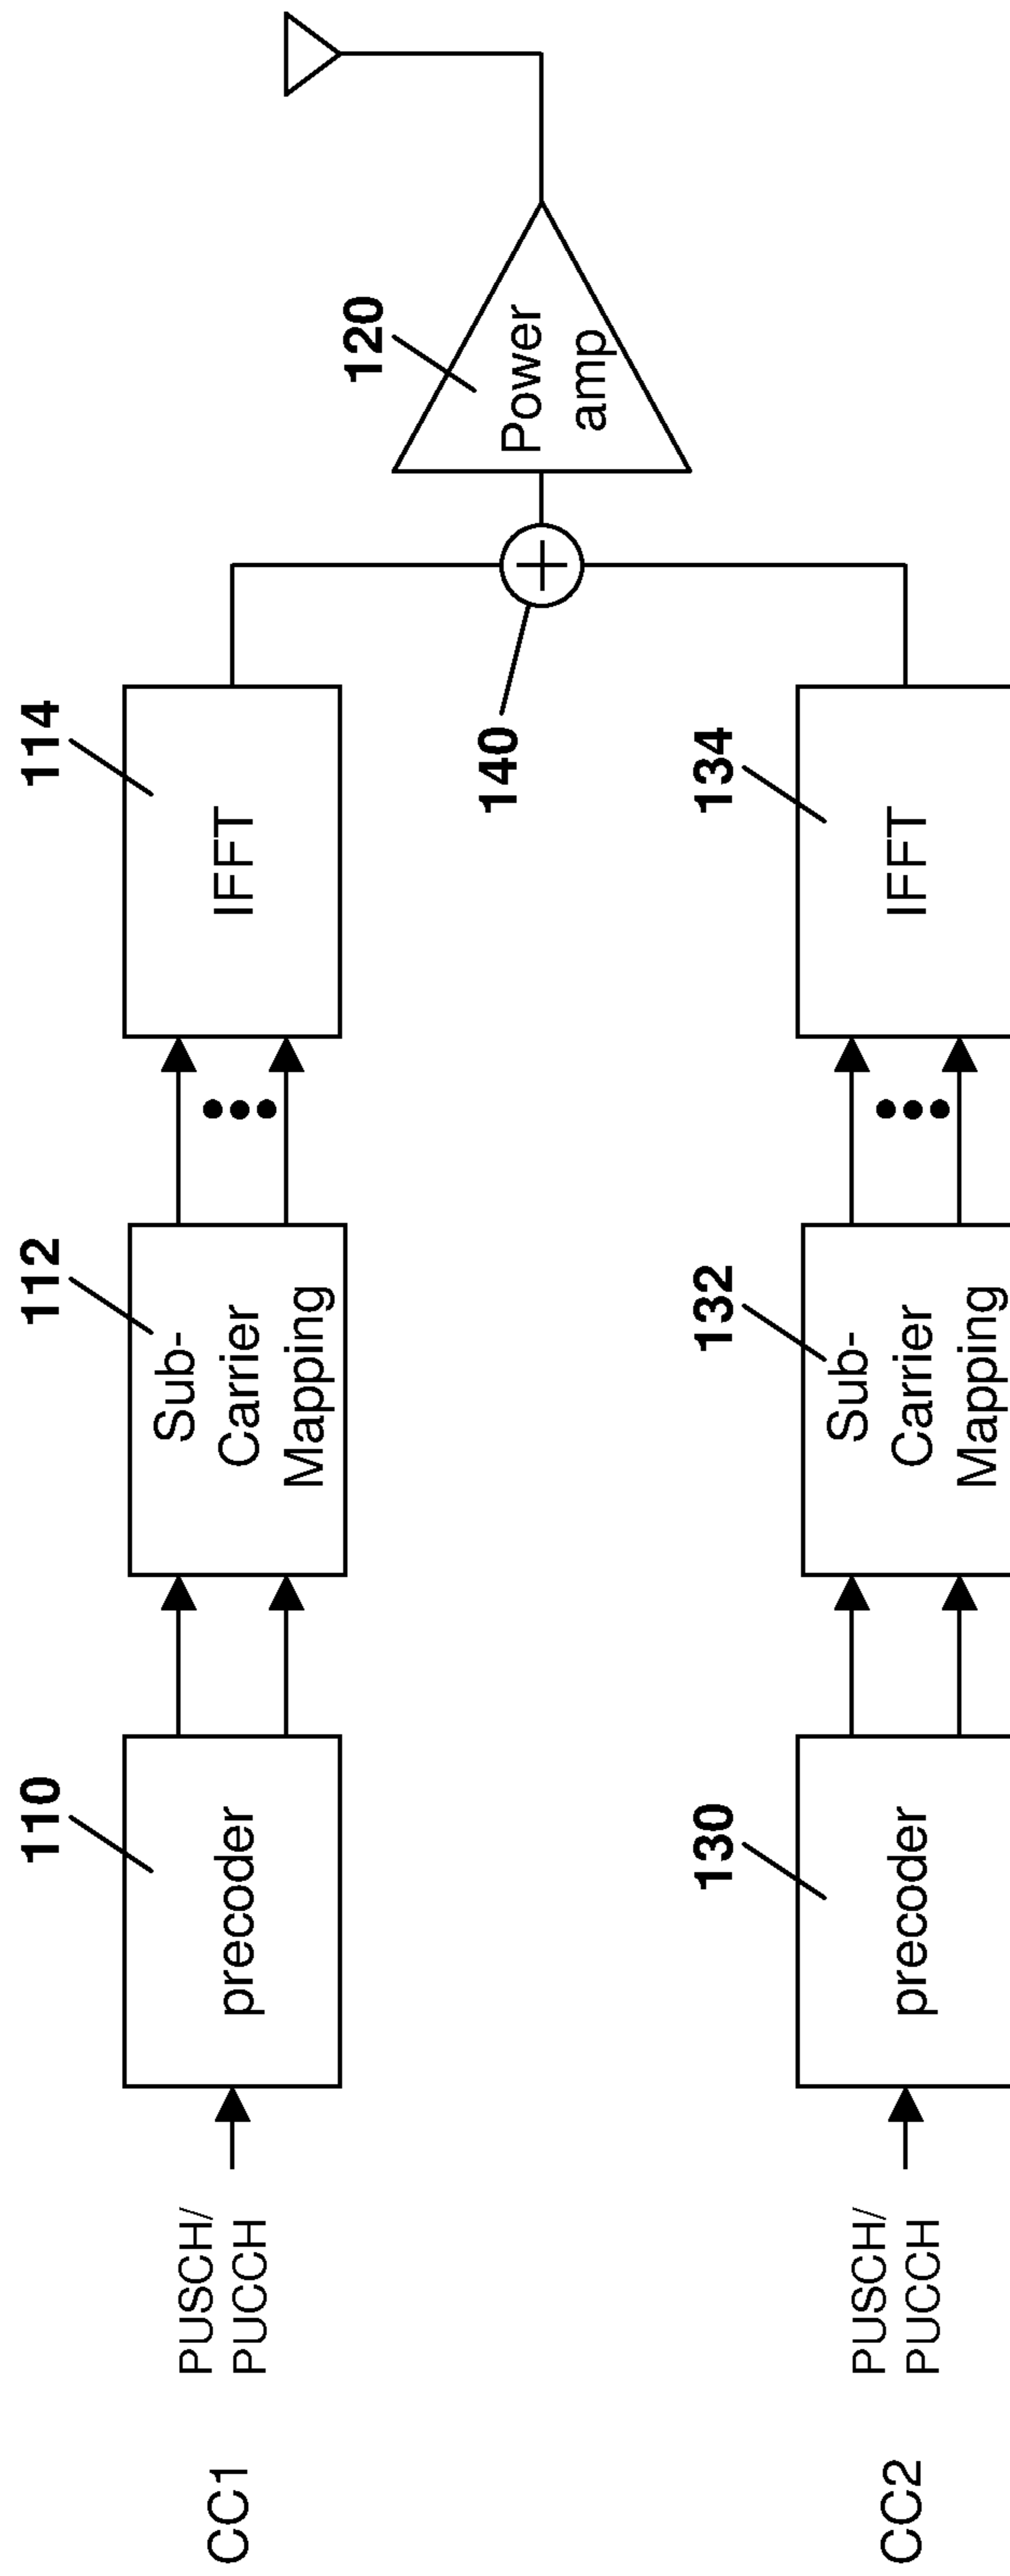 CC1
PUSCH/
PUCCH
110
precoder
112
Sub-
Carrier
Mapping
114
IFFT
120
Power
amp
140
CC2
PUSCH/
PUCCH
130
precoder
132
Sub-
Carrier
Mapping
134
IFFT